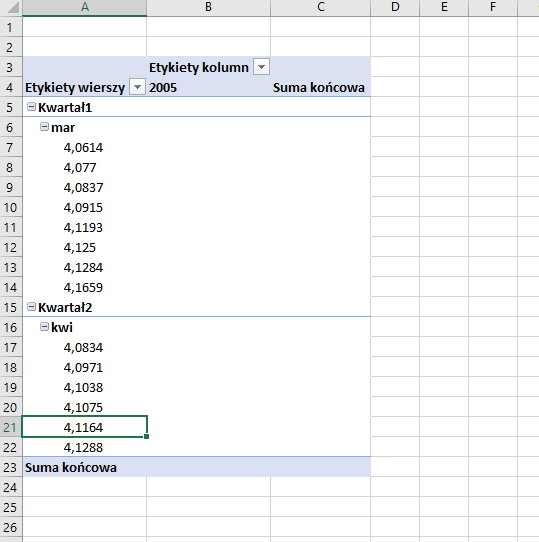 A B C D E F
1
2
3 Etykiety kolumn
4 Etykiety wierszy 2005 Suma końcowa
5 Kwartał1
6 mar
7 4,0614
8 4,077
9 4,0837
10 4,0915
11 4,1193
12 4,125
13 4,1284
14 4,1659
15 Kwartał2
16 kwi
17 4,0834
18 4,0971
19 4,1038
20 4,1075
21 4,1164
22 4,1288
23 Suma końcowa
24
25
26